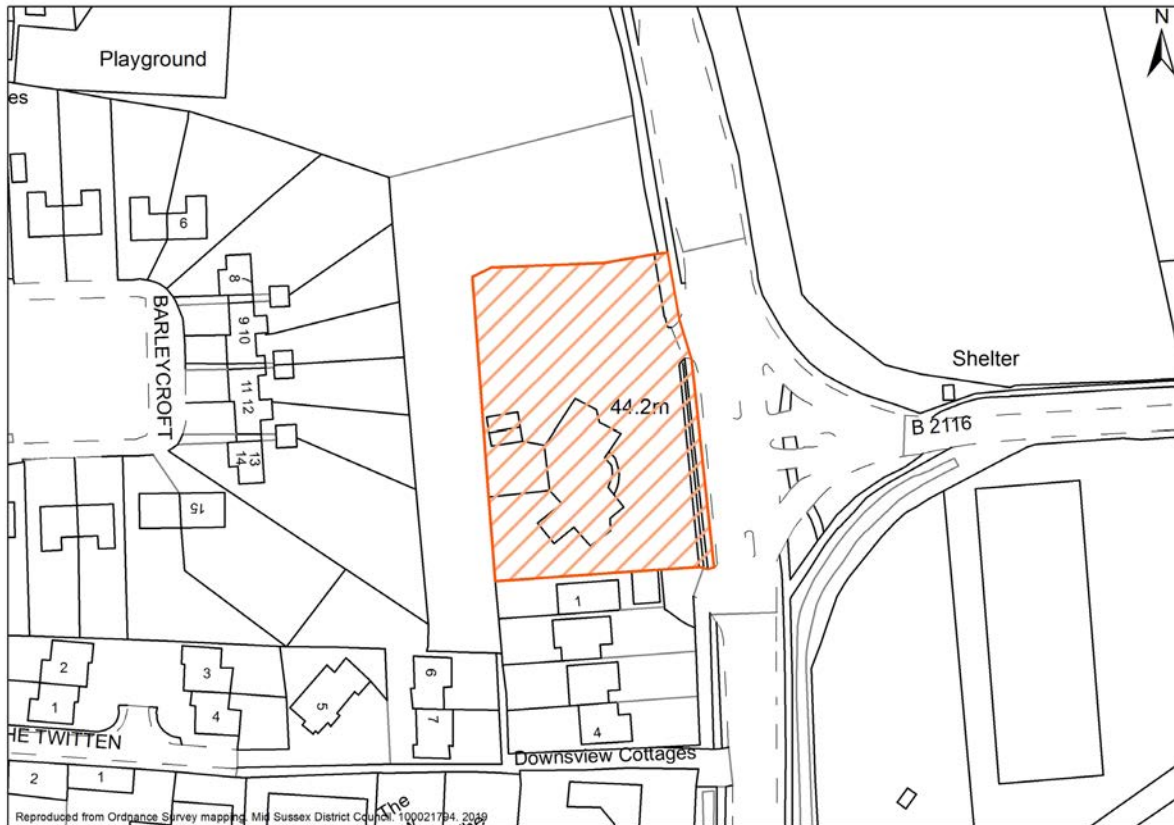 N
Playground
es
6
8
7
BARLEYCROFT
9 10
Shelter
11 12
44.2m
B 2116
13
14
15
1
2
3
6
5
1
4
7
4
HE TWITTEN
Downsview Cottages
2
1
The
Reproduced from Ordnance Survey mapping. Mid Sussex District Council. 100021794. 2019